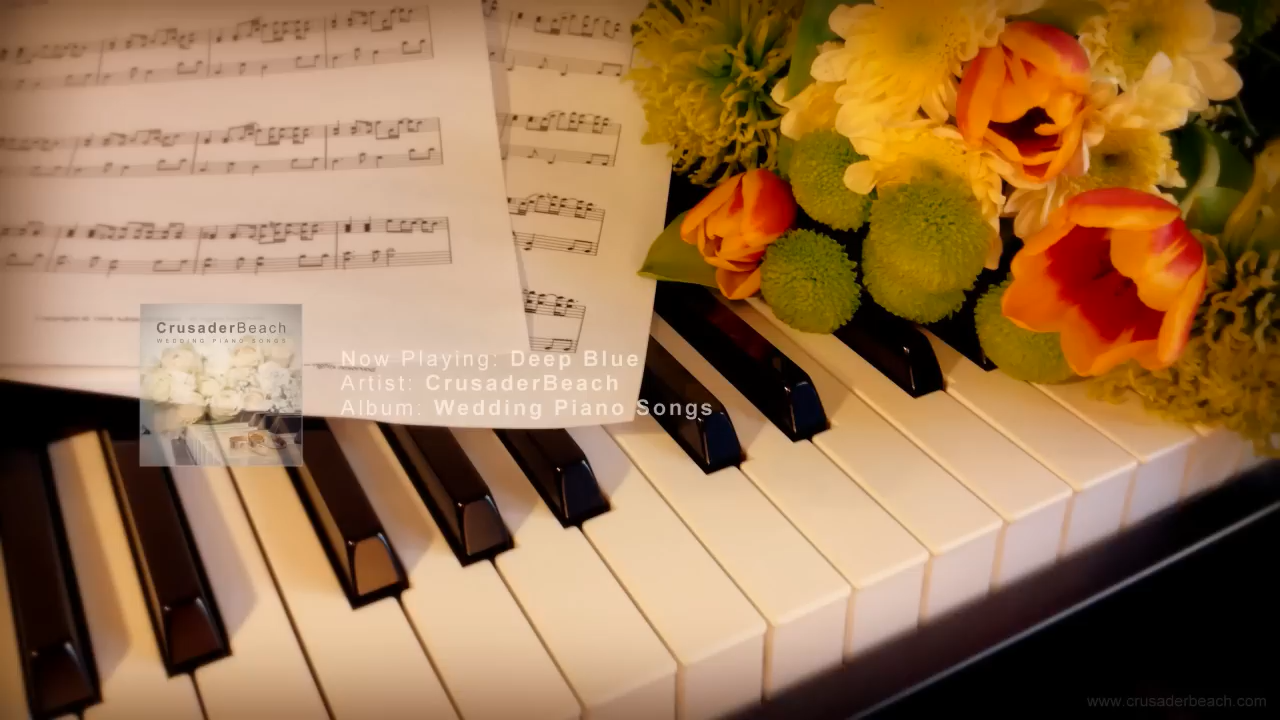 CrusaderBeach
WEDDING PIANO SONGS
Now Playing: Deep Blue
Artist: CrusaderBeach
Album: Wedding Piano Songs
www.crusaderbeach.com